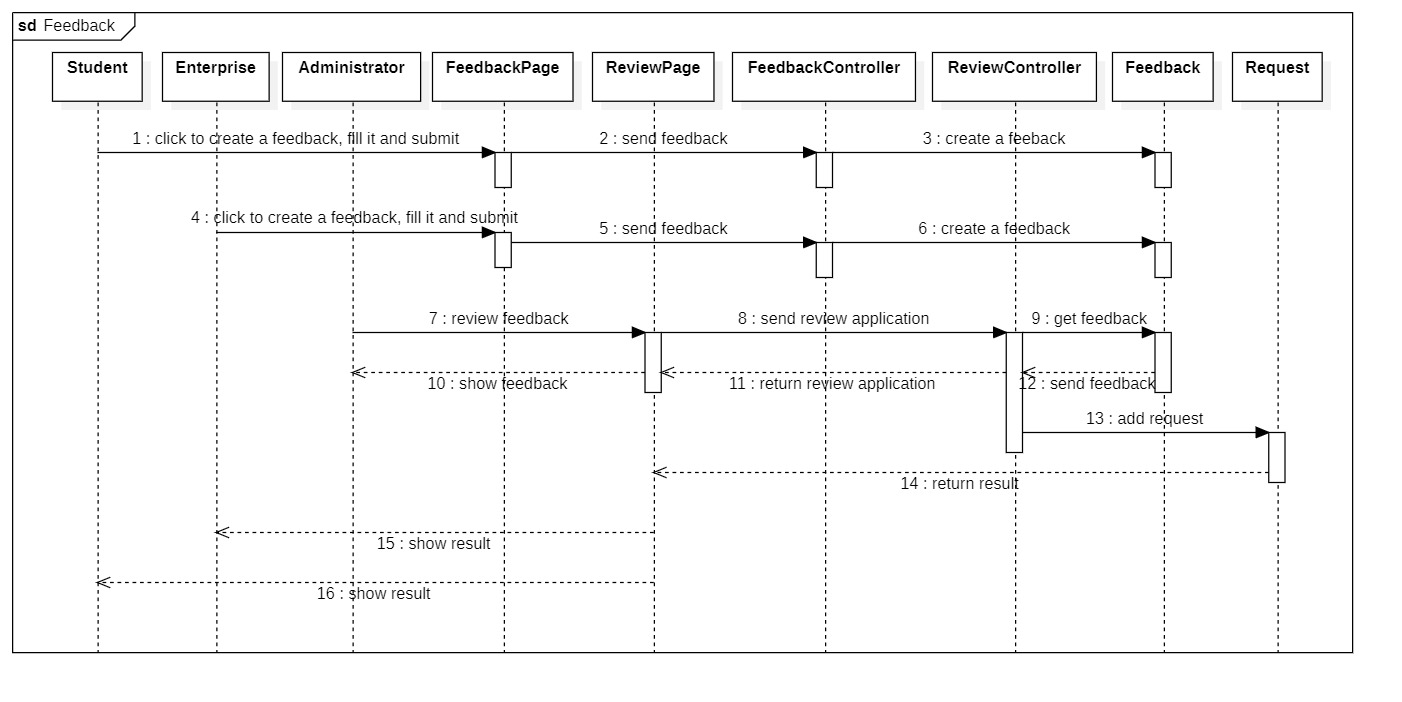 sd Feedback
Student Enterprise Administrator FeedbackPage ReviewPage FeedbackController ReviewController Feedback Request
1 : click to create a feedback, fill it and submit 2 : send feedback 3 : create a feeback
4 : click to create a feedback, fill it and submit
5 : send feedback 6 : create a feedback
7 : review feedback 8 : send review application 9 : get feedback
10 : show feedback 11 : return review application 12 : send feedback
13 : add request
14 : return result
15 : show result
16 : show result